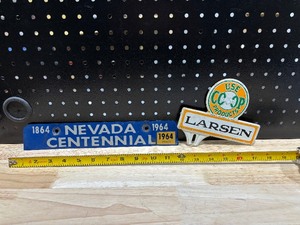 1864 NEVADA 1964
CENTENNIAL 1964
USE
CO-OP
PRODUCTS
LARSEN